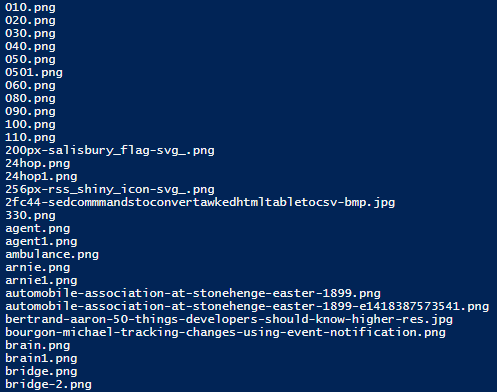 010.png
020.png
030.png
040.png
050.png
0501.png
060.png
080.png
090.png
100.png
110.png
200px-salisbury_flag-svg_.png
24hop.png
24hop1.png
256px-rss_shiny_icon-svg_.png
2fc44-sedcommmandstoconvertawkedhtmltabletocsv-bmp.jpg
330.png
agent.png
agent1.png
ambulance.png
arnie.png
arnie1.png
automobile-association-at-stonehenge-easter-1899.png
automobile-association-at-stonehenge-easter-1899-e1418387573541.png
bertrand-aaron-50-things-developers-should-know-higher-res.jpg
bourgon-michael-tracking-changes-using-event-notification.png
brain.png
brain1.png
bridge.png
bridge-2.png